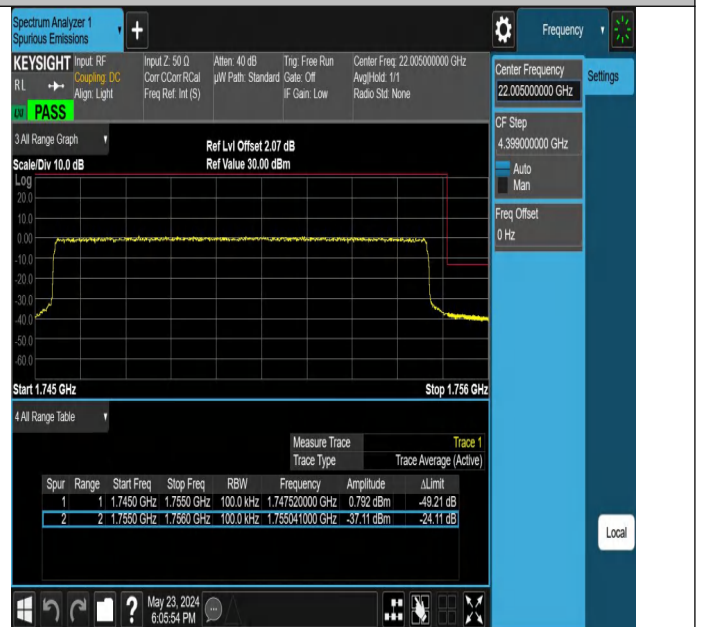 Spectrum Analyzer 1
Spurious Emissions
Frequency
KEYSIGHT
RL
Input: RF
Coupling: DC
Align: Light
Input Z: 50 Ω
Corr CCorr RCal
Freq Ref: Int (S)
Atten: 40 dB
µW Path: Standard
Trig: Free Run
Gate: Off
IF Gain: Low
Center Freq: 22.005000000 GHz
Avg|Hold: 1/1
Radio Std: None
LXI
PASS
Center Frequency
22.005000000 GHz
Settings
CF Step
4.399000000 GHz
Auto
Man
Freq Offset
0 Hz
3 All Range Graph
Scale/Div 10.0 dB
Ref Lvl Offset 2.07 dB
Ref Value 30.00 dBm
Log
20.0
10.0
0.00
-10.0
-20.0
-30.0
-40.0
-50.0
-60.0
Start 1.745 GHz
Stop 1.756 GHz
4 All Range Table
Measure Trace Trace 1
Trace Type Trace Average (Active)
Spur Range Start Freq Stop Freq RBW Frequency Amplitude ΔLimit
1 1 1.7450 GHz 1.7550 GHz 100.0 kHz 1.747520000 GHz 0.792 dBm -49.21 dB
2 2 1.7550 GHz 1.7560 GHz 100.0 kHz 1.755041000 GHz -37.11 dBm -24.11 dB
Local
May 23, 2024
6:05:54 PM